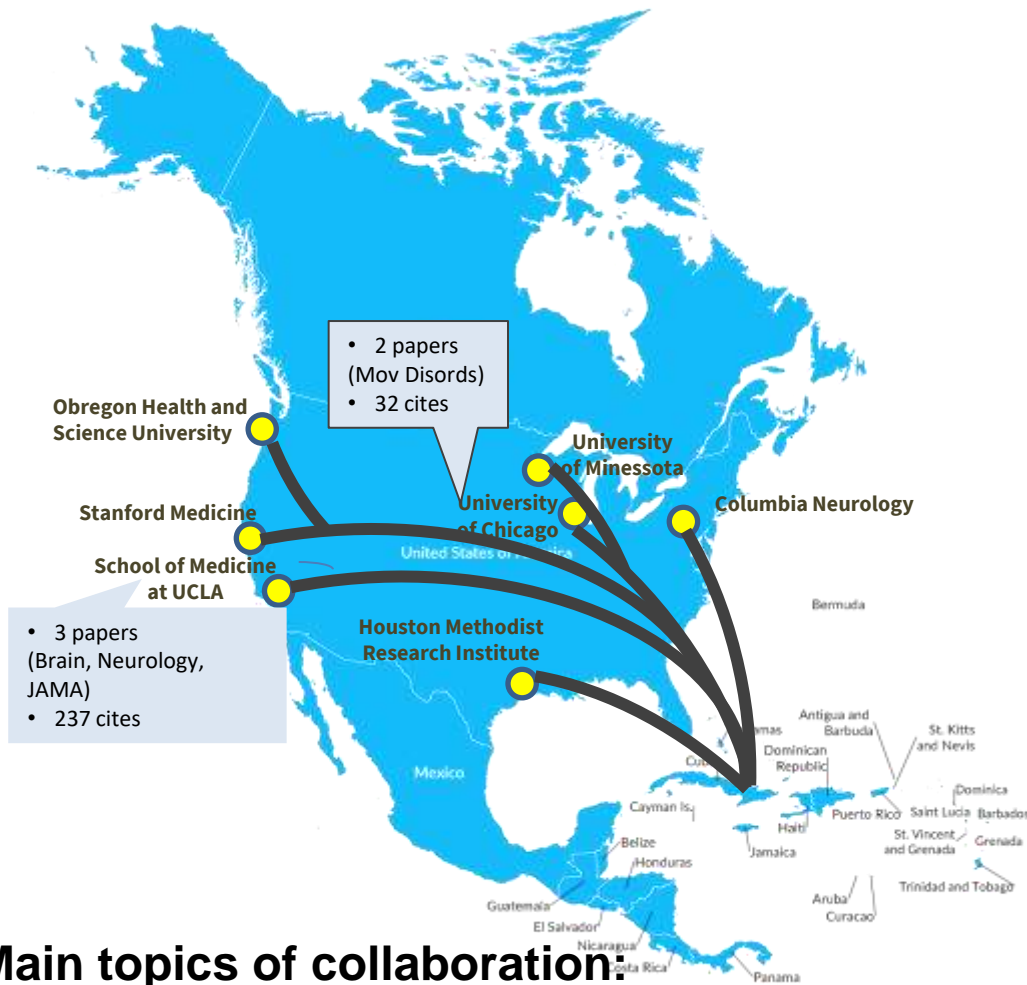 • 2 papers
(Mov Disords)
• 32 cites
Obregon Health and
Science University
University
of Minessota
Stanford Medicine
University
of Chicago
Columbia Neurology
United States of
School of Medicine
at UCLA
Bermuda
• 3 papers
(Brain, Neurology,
JAMA)
• 237 cites
Houston Methodist
Research Institute
Antigua and
Barbuda
St. Kitts
and Nevis
Dominican
Republic
Mexico
Cayman Is.
Haiti
Puerto Rico
Dominica
Saint Lucia
Barbados
St. Vincent
and Grenada
Grenada
Jamaica
Belize
Honduras
Trinidad and Tobago
Guatemala
El Salvador
Aruba
Curacao
Nicaragua
Costa Rica
Panama
Main topics of collaboration: